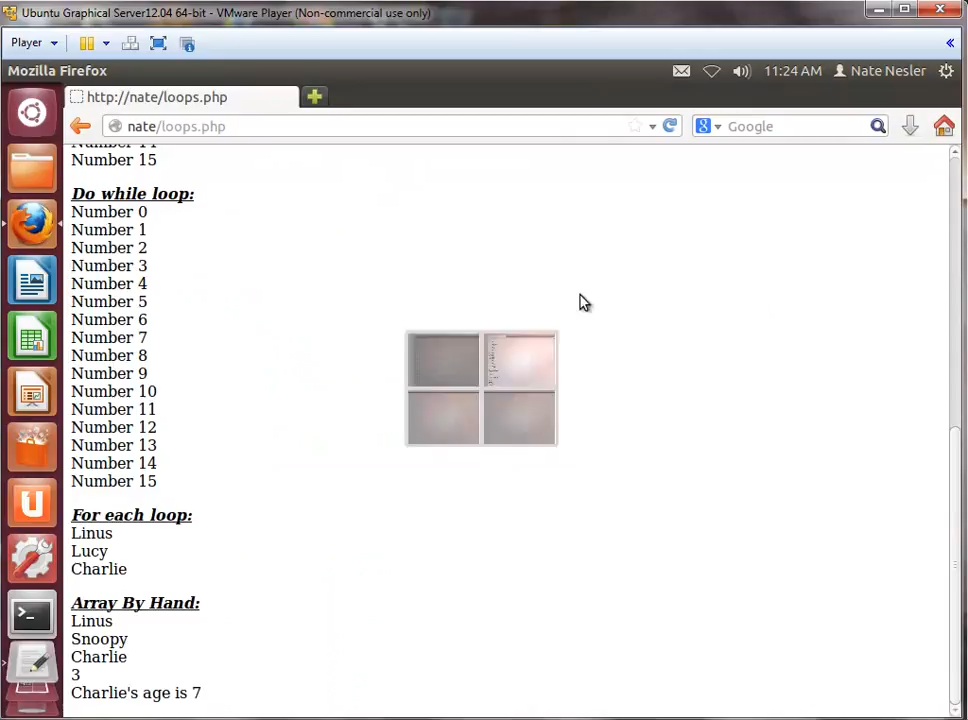 Ubuntu Graphical Server12.04 64-bit - VMware Player (Non-commercial use only)
Player
Mozilla Firefox
11:24 AM
Nate Nesler
http://nate/loops.php
nate/loops.php
Google
Number 15
Do while loop:
Number 0
Number 1
Number 2
Number 3
Number 4
Number 5
Number 6
Number 7
Number 8
Number 9
Number 10
Number 11
Number 12
Number 13
Number 14
Number 15
For each loop:
Linus
Lucy
Charlie
Array By Hand:
Linus
Snoopy
Charlie
3
Charlie's age is 7